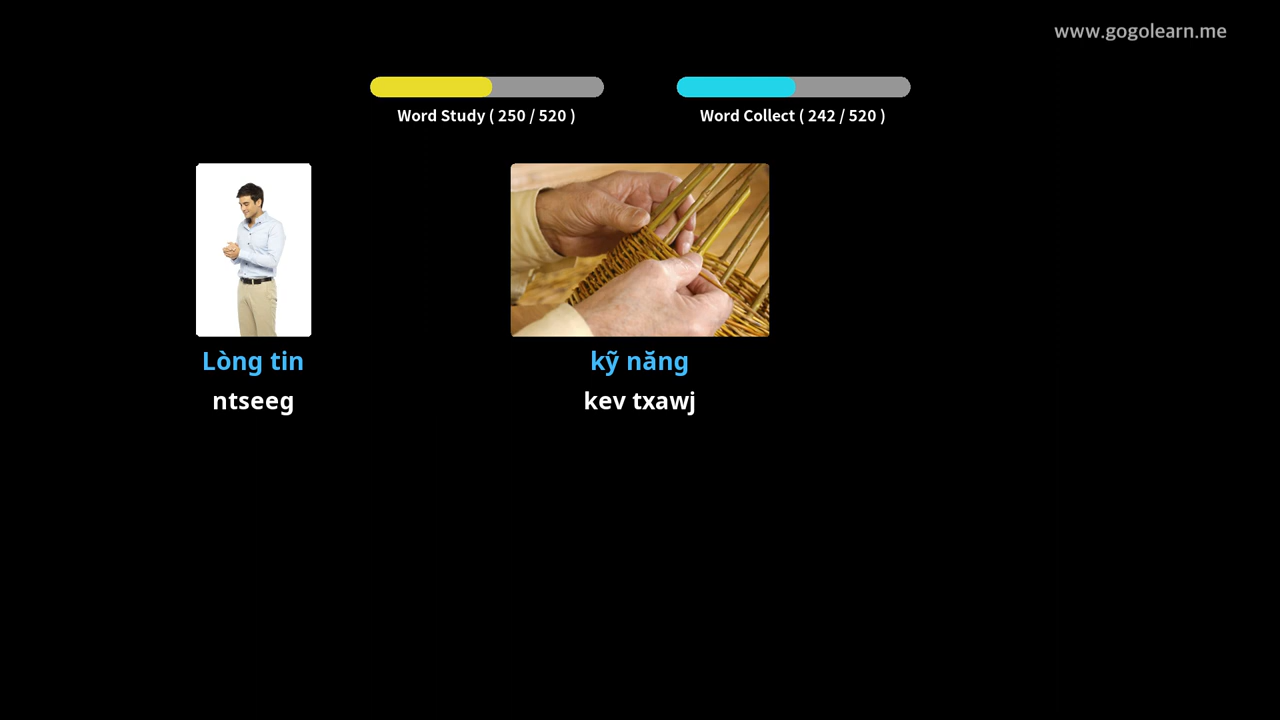 www.gogolearn.me
Word Study ( 250 / 520 )
Word Collect ( 242 / 520 )
Lòng tin
ntseeg
kỹ năng
kev txawj